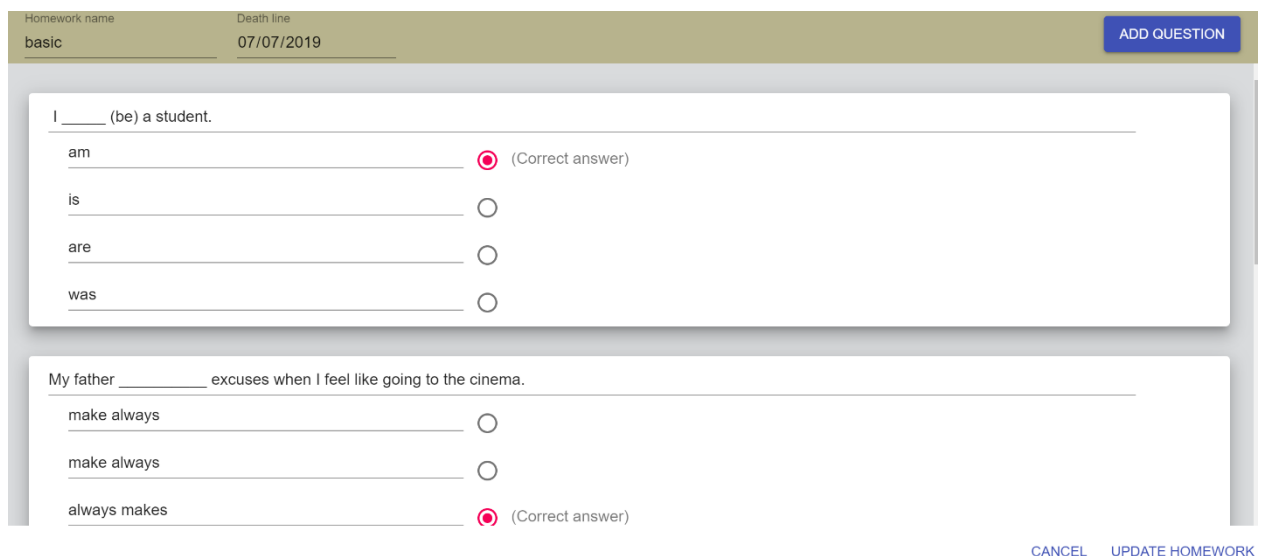 Homework name Death line
basic 07/07/2019 ADD QUESTION
I _____ (be) a student.
am (Correct answer)
is
are
was
My father __________ excuses when I feel like going to the cinema.
make always
make always
always makes (Correct answer)
CANCEL UPDATE HOMEWORK